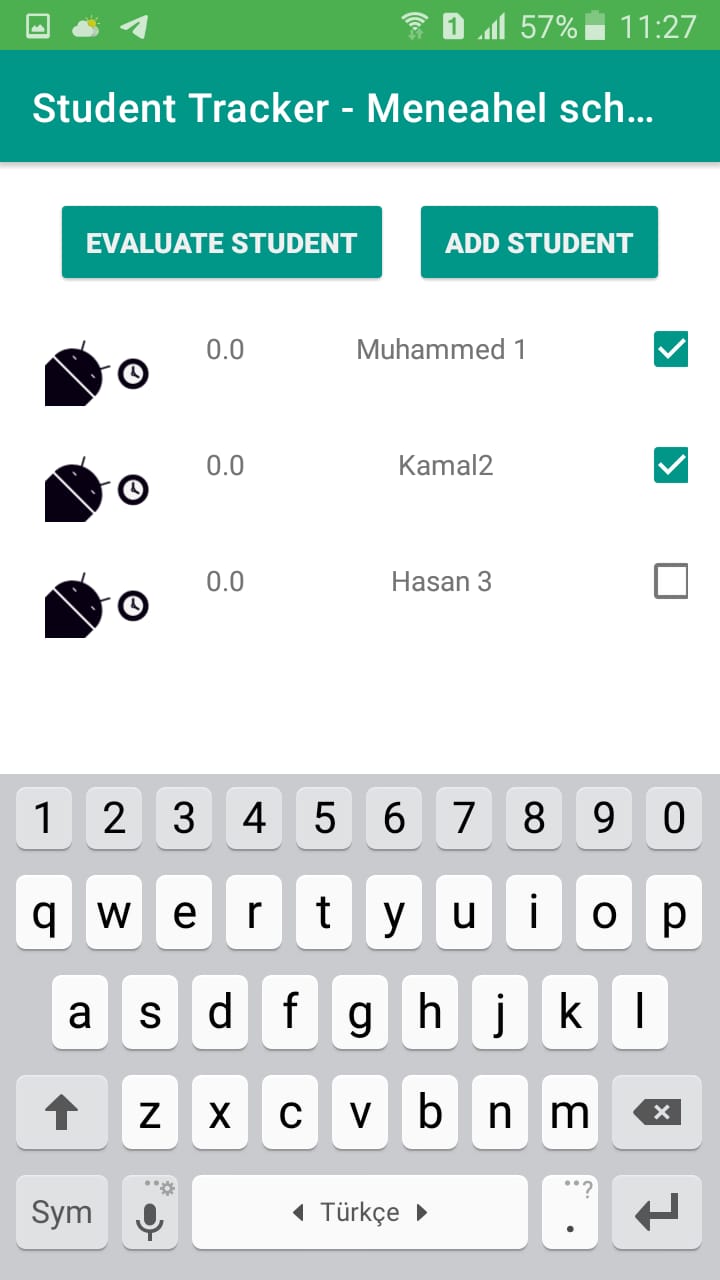 57% 11:27
Student Tracker - Meneahel sch...
EVALUATE STUDENT ADD STUDENT
0.0 Muhammed 1
0.0 Kamal2
0.0 Hasan 3
1 2 3 4 5 6 7 8 9 0
q w e r t y u i o p
a s d f g h j k l
z x c v b n m
Sym Türkçe . ?